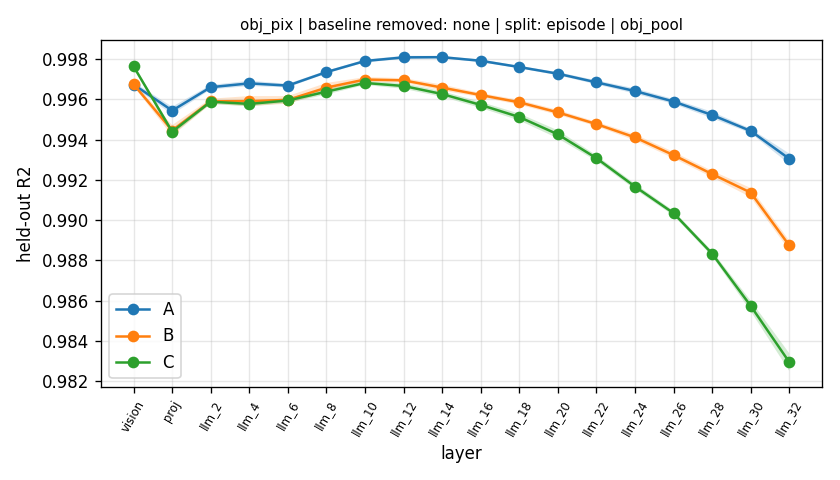 obj_pix | baseline removed: none | split: episode | obj_pool
held-out R2
0.998
0.996
0.994
0.992
0.990
0.988
0.986
0.984
0.982
A
B
C
vision
proj
llm_2
llm_4
llm_6
llm_8
llm_10
llm_12
llm_14
llm_16
llm_18
llm_20
llm_22
llm_24
llm_26
llm_28
llm_30
llm_32
layer